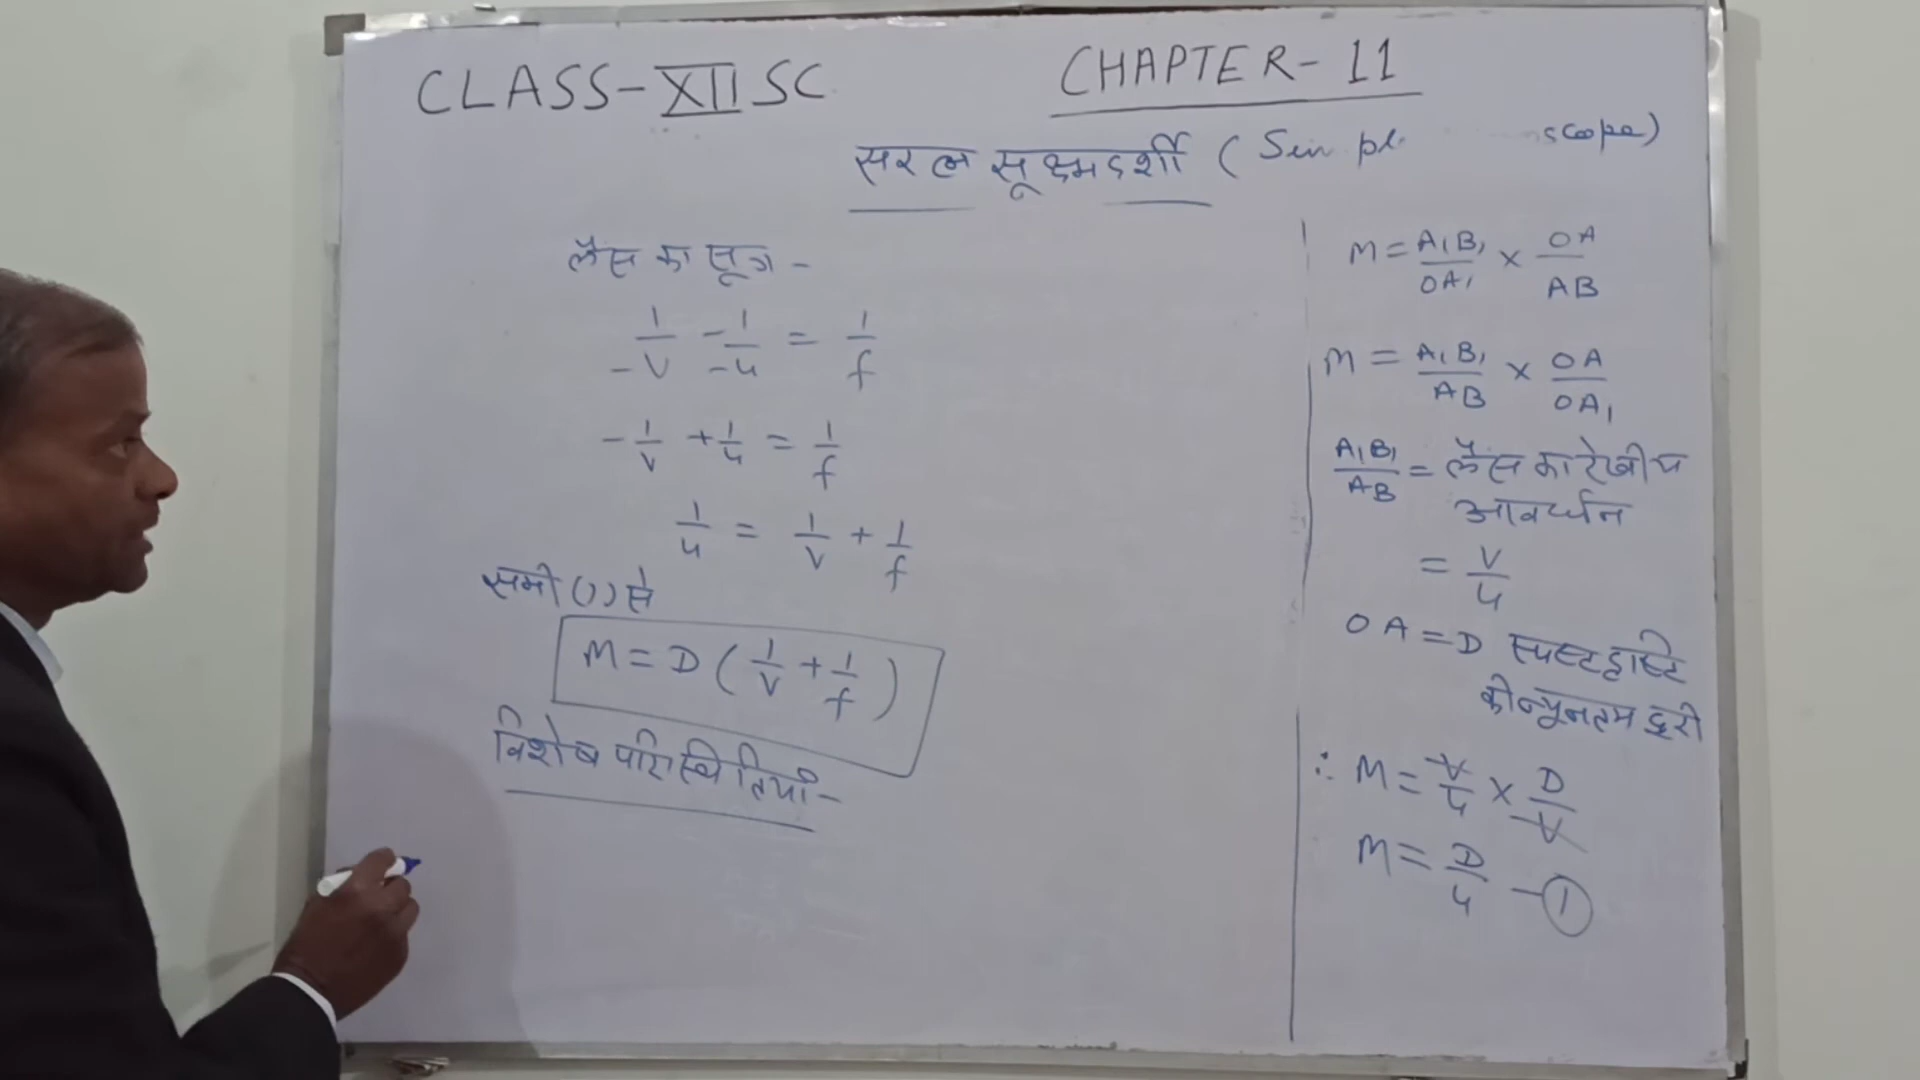 CLASS-XII SC
CHAPTER-11
सरल सूक्ष्मदर्शी (Simpl scope)
लैंस का सूत्र -
1/-v - 1/-u = 1/f
-1/v + 1/u = 1/f
1/u = 1/v + 1/f
समी (1) से
M = D (1/v + 1/f)
विशेष परिस्थितियाँ-
M = A₁B₁/OA₁ × OA/AB
M = A₁B₁/AB × OA/OA₁
A₁B₁/AB = लैंस का रेखीय
आवर्धन
= v/u
OA = D स्पष्ट दृष्टि
की न्यूनतम दूरी
∴ M = v/u × D/v
M = D/u -①